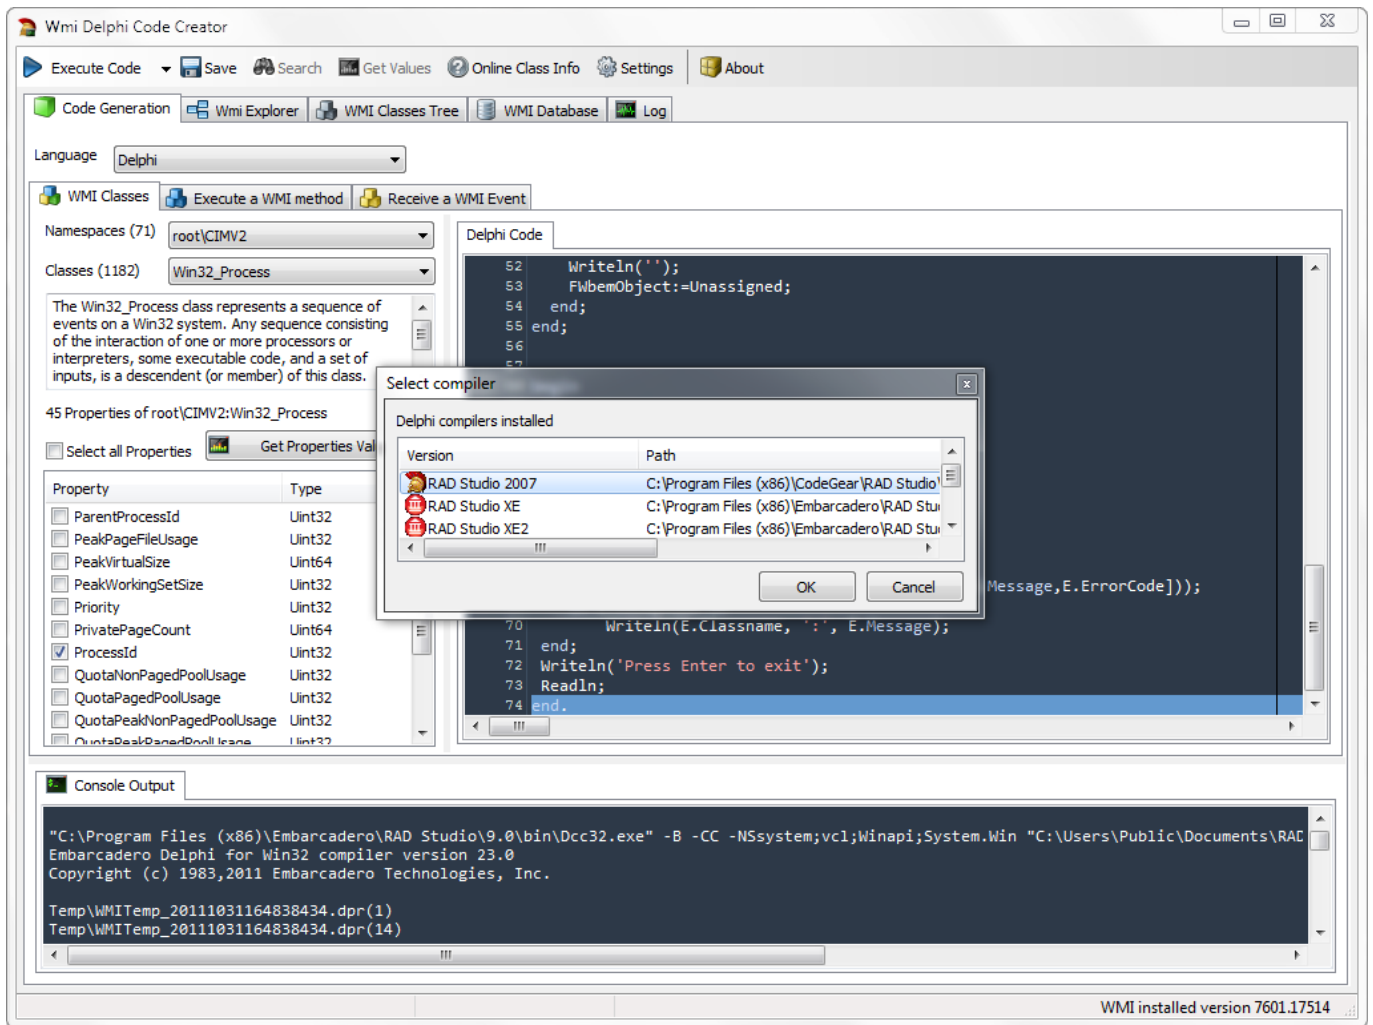 Wmi Delphi Code Creator
Execute Code Save Search Get Values Online Class Info Settings About
Code Generation Wmi Explorer WMI Classes Tree WMI Database Log
Language Delphi
WMI Classes Execute a WMI method Receive a WMI Event
Namespaces (71) root\CIMV2
Classes (1182) Win32_Process
The Win32_Process class represents a sequence of
events on a Win32 system. Any sequence consisting
of the interaction of one or more processors or
interpreters, some executable code, and a set of
inputs, is a descendent (or member) of this class.
45 Properties of root\CIMV2:Win32_Process
Select all Properties Get Properties Val
Property Type
ParentProcessId Uint32
PeakPageFileUsage Uint32
PeakVirtualSize Uint64
PeakWorkingSetSize Uint32
Priority Uint32
PrivatePageCount Uint64
ProcessId Uint32
QuotaNonPagedPoolUsage Uint32
QuotaPagedPoolUsage Uint32
QuotaPeakNonPagedPoolUsage Uint32
QuotaPeakPagedPoolUsage Uint32
Delphi Code
52 Writeln('');
53 FWbemObject:=Unassigned;
54 end;
55 end;
56
57
Select compiler
Delphi compilers installed
Version Path
RAD Studio 2007 C:\Program Files (x86)\CodeGear\RAD Studio\
RAD Studio XE C:\Program Files (x86)\Embarcadero\RAD Stu
RAD Studio XE2 C:\Program Files (x86)\Embarcadero\RAD Stu
OK Cancel
Message,E.ErrorCode]));
70 Writeln(E.Classname, ':', E.Message);
71 end;
72 Writeln('Press Enter to exit');
73 Readln;
74 end.
Console Output
"C:\Program Files (x86)\Embarcadero\RAD Studio\9.0\bin\Dcc32.exe" -B -CC -NSsystem;vcl;Winapi;System.Win "C:\Users\Public\Documents\RAD
Embarcadero Delphi for Win32 compiler version 23.0
Copyright (c) 1983,2011 Embarcadero Technologies, Inc.
Temp\WMITemp_20111031164838434.dpr(1)
Temp\WMITemp_20111031164838434.dpr(14)
WMI installed version 7601.17514